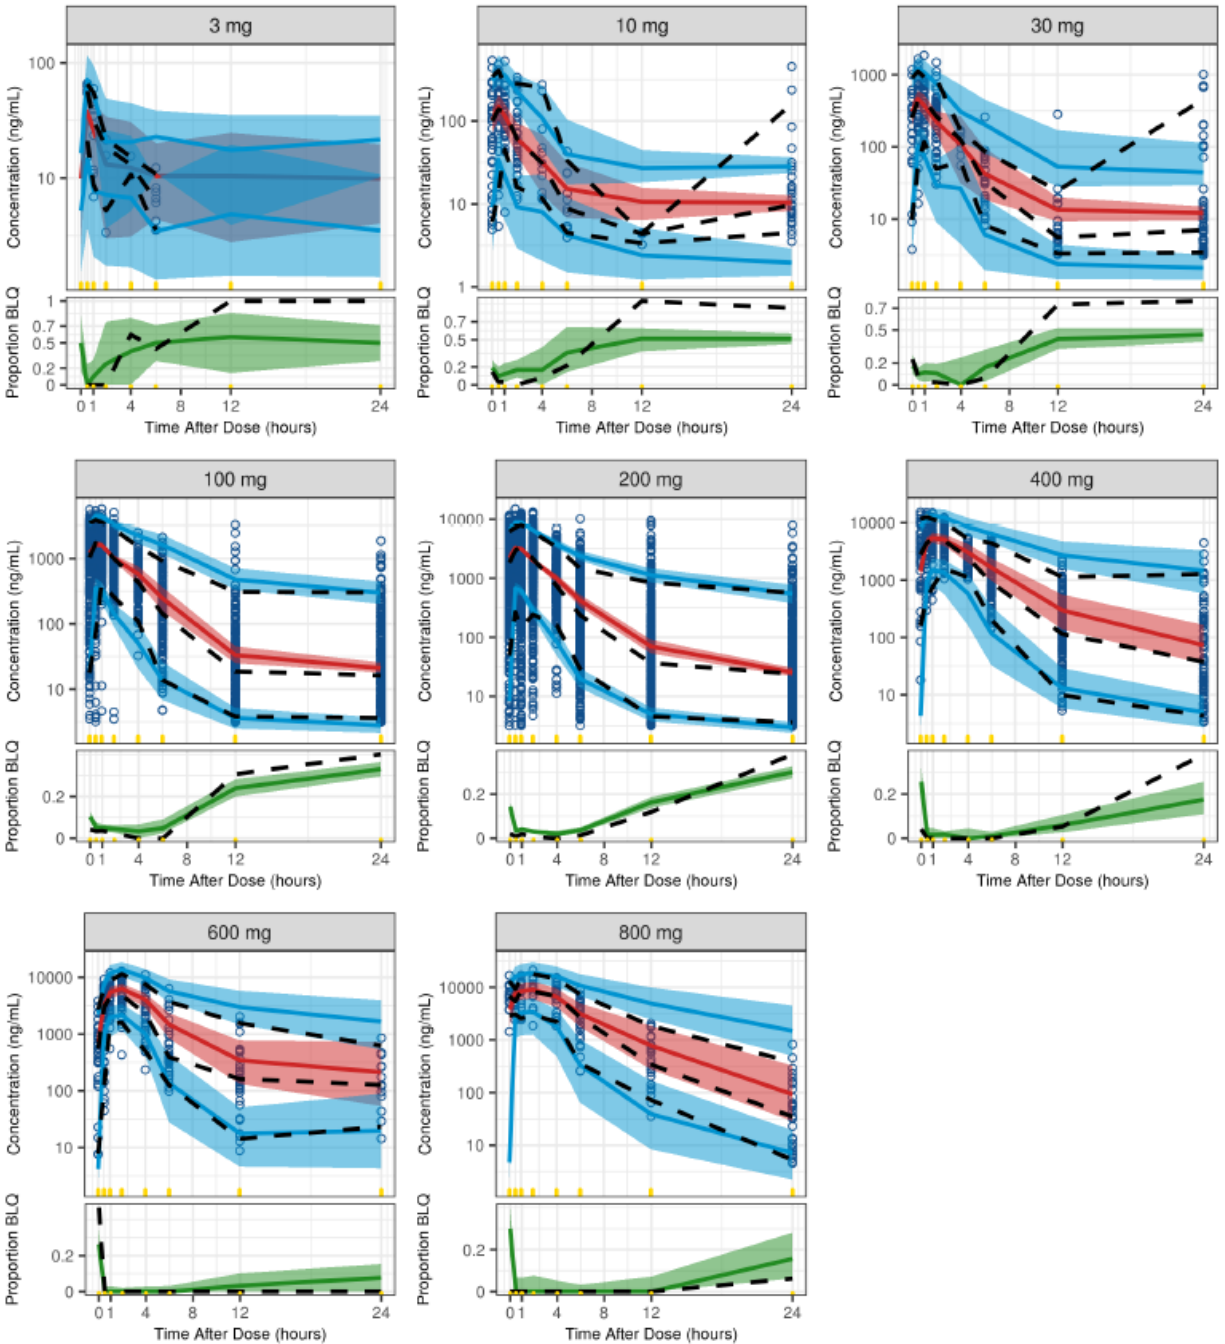 3 mg
10 mg
30 mg
Concentration (ng/mL)
100
10
Concentration (ng/mL)
100
10
1
Concentration (ng/mL)
1000
100
10
Proportion BLQ
1
0.7
0.5
0.2
0
Proportion BLQ
0.7
0.5
0.2
0
Proportion BLQ
0.7
0.5
0.2
0
0 1 4 8 12 24
0 1 4 8 12 24
0 1 4 8 12 24
Time After Dose (hours)
Time After Dose (hours)
Time After Dose (hours)
100 mg
200 mg
400 mg
Concentration (ng/mL)
1000
100
10
Concentration (ng/mL)
10000
1000
100
10
Concentration (ng/mL)
10000
1000
100
10
Proportion BLQ
0.2
0
Proportion BLQ
0.2
0
Proportion BLQ
0.2
0
0 1 4 8 12 24
0 1 4 8 12 24
0 1 4 8 12 24
Time After Dose (hours)
Time After Dose (hours)
Time After Dose (hours)
600 mg
800 mg
Concentration (ng/mL)
10000
1000
100
10
Concentration (ng/mL)
10000
1000
100
10
Proportion BLQ
0.2
0
Proportion BLQ
0.2
0
0 1 4 8 12 24
0 1 4 8 12 24
Time After Dose (hours)
Time After Dose (hours)